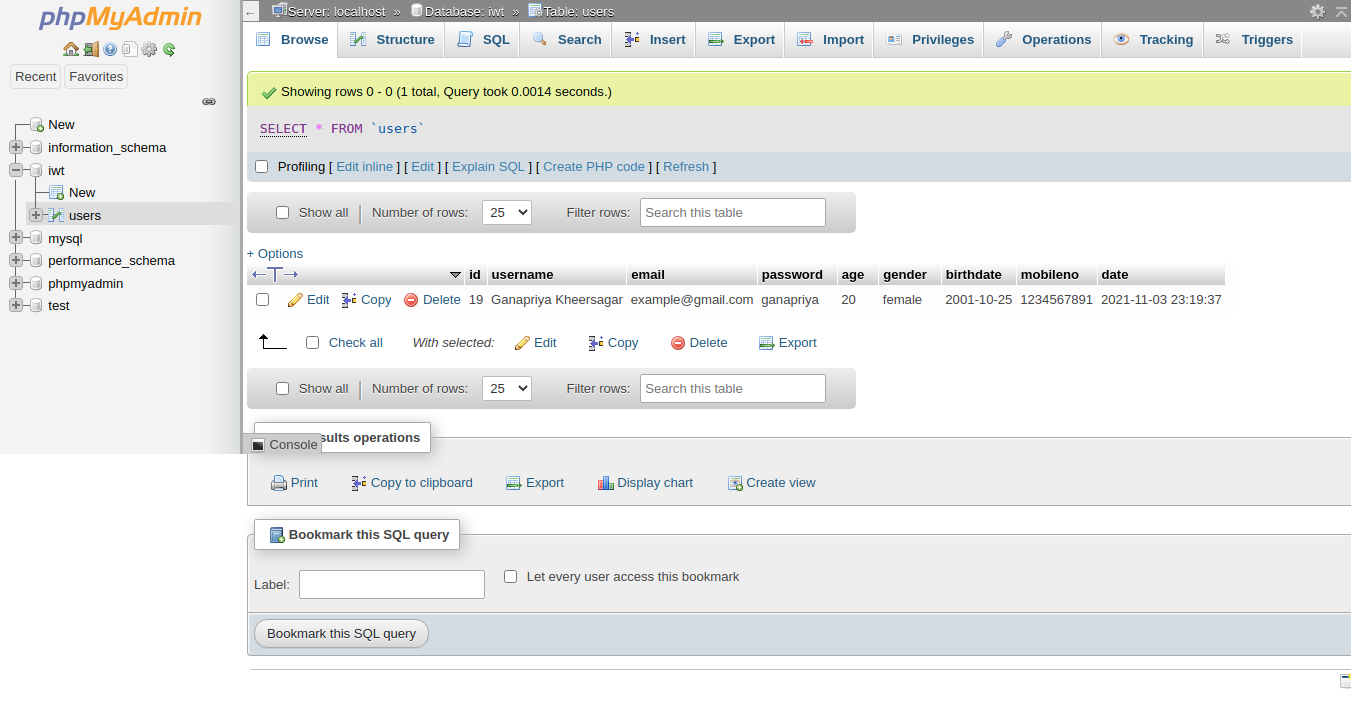 phpMyAdmin
Recent Favorites
New
information_schema
iwt
New
users
mysql
performance_schema
phpmyadmin
test
← Server: localhost » Database: iwt » Table: users
Browse Structure SQL Search Insert Export Import Privileges Operations Tracking Triggers
Showing rows 0 - 0 (1 total, Query took 0.0014 seconds.)
SELECT * FROM `users`
Profiling [ Edit inline ] [ Edit ] [ Explain SQL ] [ Create PHP code ] [ Refresh ]
Show all | Number of rows: 25 Filter rows: Search this table
+ Options
←T→ id username email password age gender birthdate mobileno date
Edit Copy Delete 19 Ganapriya Kheersagar example@gmail.com ganapriya 20 female 2001-10-25 1234567891 2021-11-03 23:19:37
Check all With selected: Edit Copy Delete Export
Show all | Number of rows: 25 Filter rows: Search this table
Console sults operations
Print Copy to clipboard Export Display chart Create view
Bookmark this SQL query
Label: Let every user access this bookmark
Bookmark this SQL query